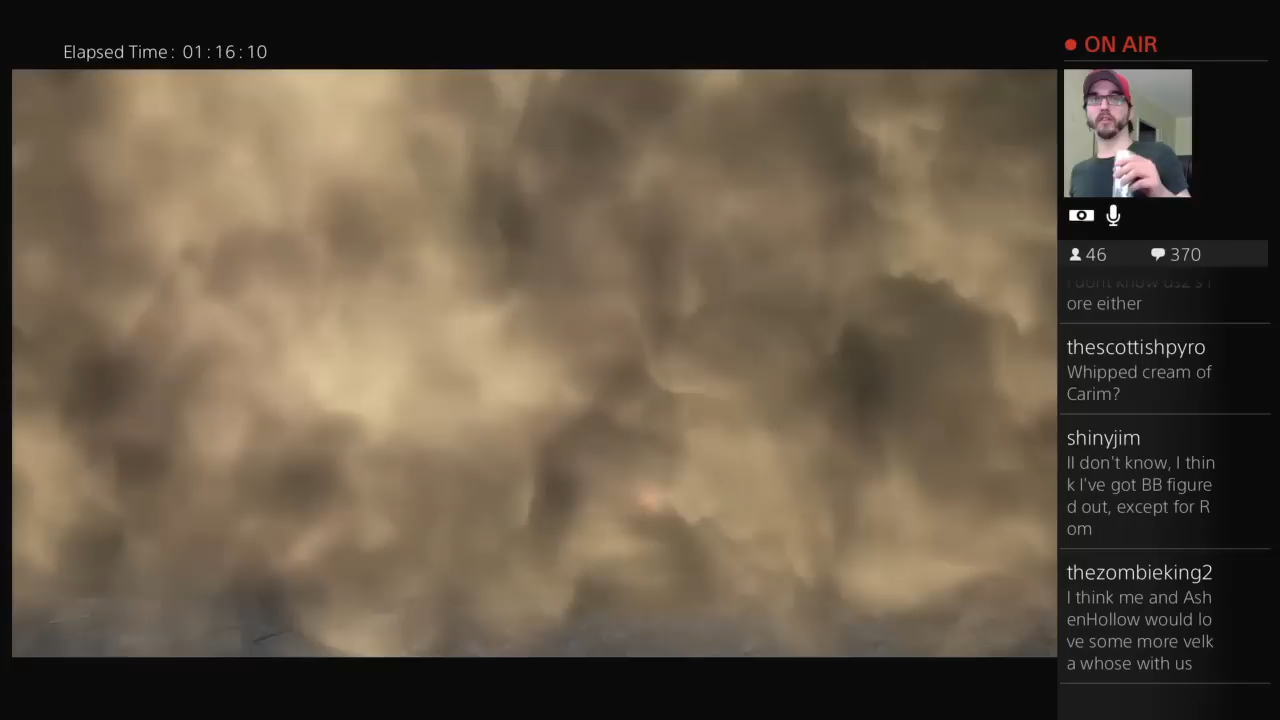 Elapsed Time: 01:16:10
ON AIR
46 370
ore either
thescottishpyro
Whipped cream of
Carim?
shinyjim
Il don't know, I thin
k I've got BB figure
d out, except for R
om
thezombieking2
I think me and Ash
enHollow would lo
ve some more velk
a whose with us